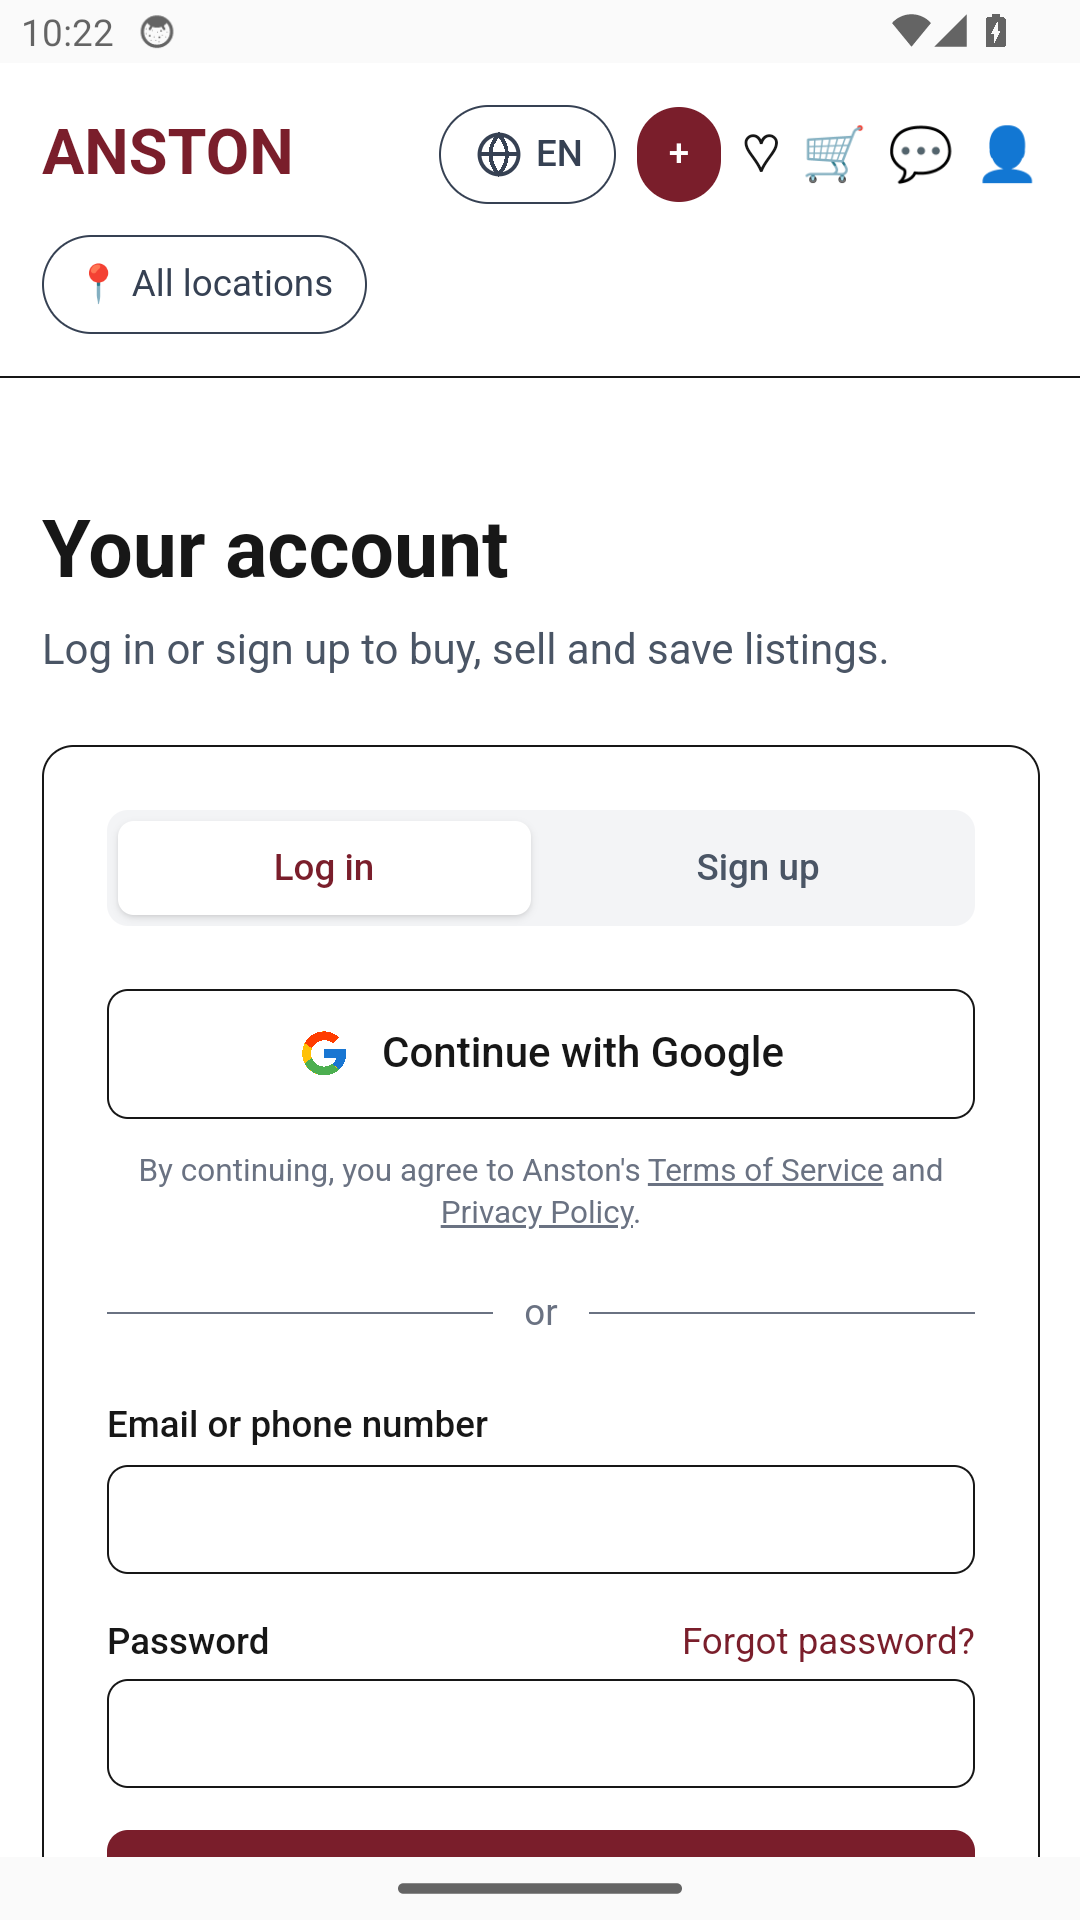 10:22
ANSTON
EN
+
All locations
Your account
Log in or sign up to buy, sell and save listings.
Log in
Sign up
Continue with Google
By continuing, you agree to Anston's Terms of Service and
Privacy Policy.
or
Email or phone number
Password
Forgot password?